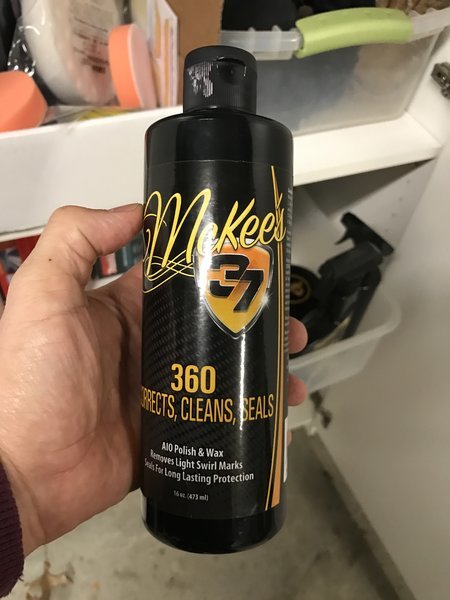 McKee's
37
360
CORRECTS, CLEANS, SEALS
AIO Polish & Wax
Removes Light Swirl Marks
Seals For Long Lasting Protection
16 oz. (473 ml)